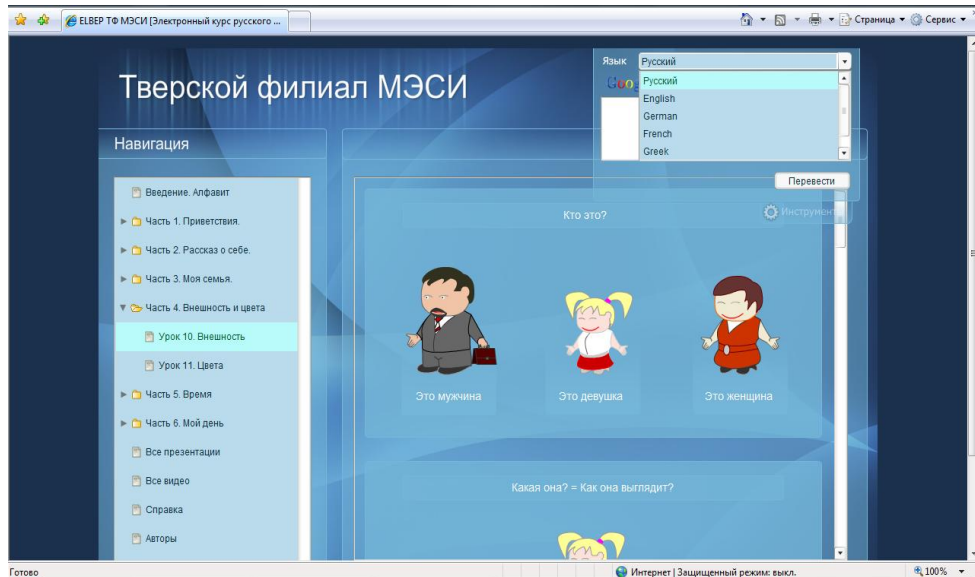 ELBEP ТФ МЭСИ [Электронный курс русского ...
Страница
Сервис
Тверской филиал МЭСИ
Язык
Русский
Русский
English
German
French
Greek
Перевести
Инструмент
Навигация
Введение. Алфавит
Часть 1. Приветствия.
Часть 2. Рассказ о себе.
Часть 3. Моя семья.
Часть 4. Внешность и цвета
Урок 10. Внешность
Урок 11. Цвета
Часть 5. Время
Часть 6. Мой день
Все презентации
Все видео
Справка
Авторы
Кто это?
Это мужчина
Это девушка
Это женщина
Какая она? = Как она выглядит?
Готово
Интернет | Защищенный режим: выкл.
100%